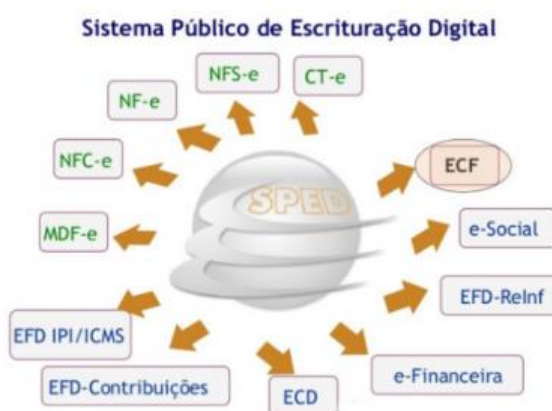 Sistema Público de Escrituração Digital
NFS-e
CT-e
NF-e
NFC-e
ECF
SPED
MDF-e
e-Social
EFD-ReInf
EFD IPI/ICMS
EFD-Contribuições
ECD
e-Financeira